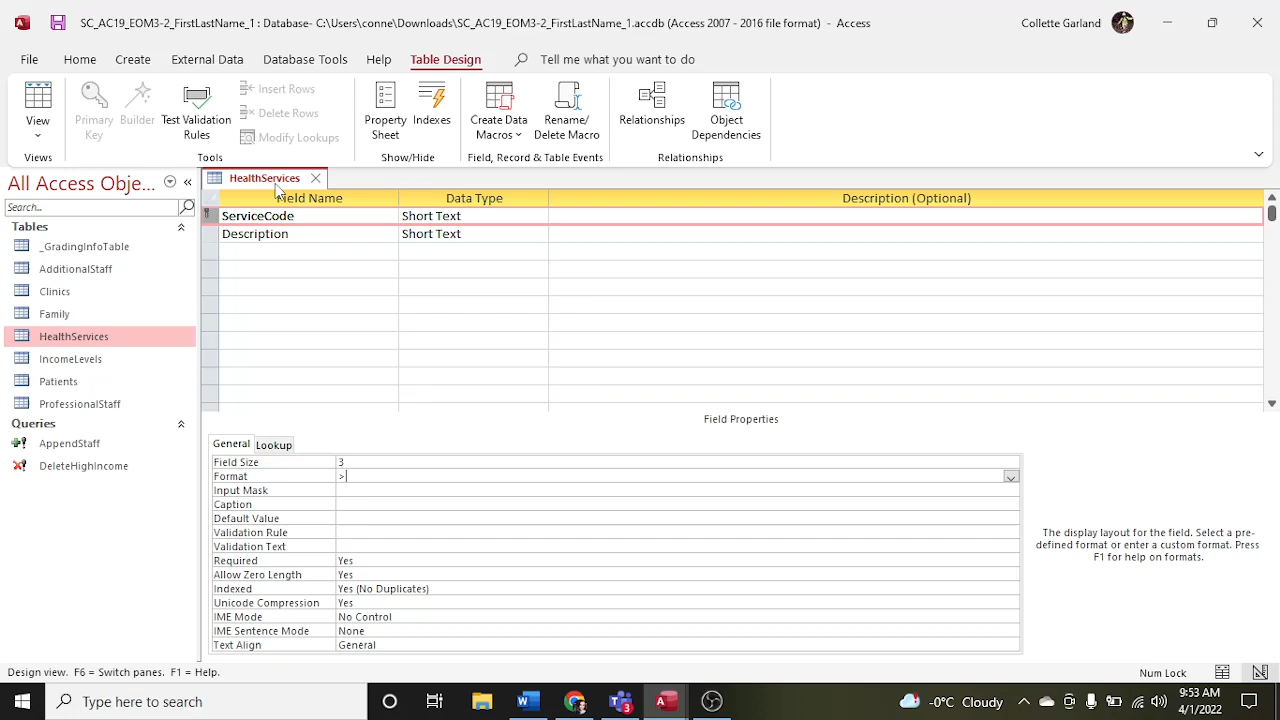 SC_AC19_EOM3-2_FirstLastName_1 : Database- C:\Users\conne\Downloads\SC_AC19_EOM3-2_FirstLastName_1.accdb (Access 2007 - 2016 file format) - Access
Collette Garland
File Home Create External Data Database Tools Help Table Design Tell me what you want to do
View
Views
Primary Key
Builder
Test Validation Rules
Insert Rows
Delete Rows
Modify Lookups
Tools
Property Sheet
Indexes
Show/Hide
Create Data Macros
Rename/ Delete Macro
Field, Record & Table Events
Relationships
Object Dependencies
Relationships
All Access Obje...
Search...
Tables
_GradingInfoTable
AdditionalStaff
Clinics
Family
HealthServices
IncomeLevels
Patients
ProfessionalStaff
Queries
AppendStaff
DeleteHighIncome
HealthServices
Field Name Data Type Description (Optional)
ServiceCode Short Text
Description Short Text
Field Properties
General Lookup
Field Size 3
Format >
Input Mask
Caption
Default Value
Validation Rule
Validation Text
Required Yes
Allow Zero Length Yes
Indexed Yes (No Duplicates)
Unicode Compression Yes
IME Mode No Control
IME Sentence Mode None
Text Align General
The display layout for the field. Select a pre-
defined format or enter a custom format. Press
F1 for help on formats.
Design view. F6 = Switch panes. F1 = Help.
Num Lock
Type here to search
-0°C Cloudy
9:53 AM
4/1/2022